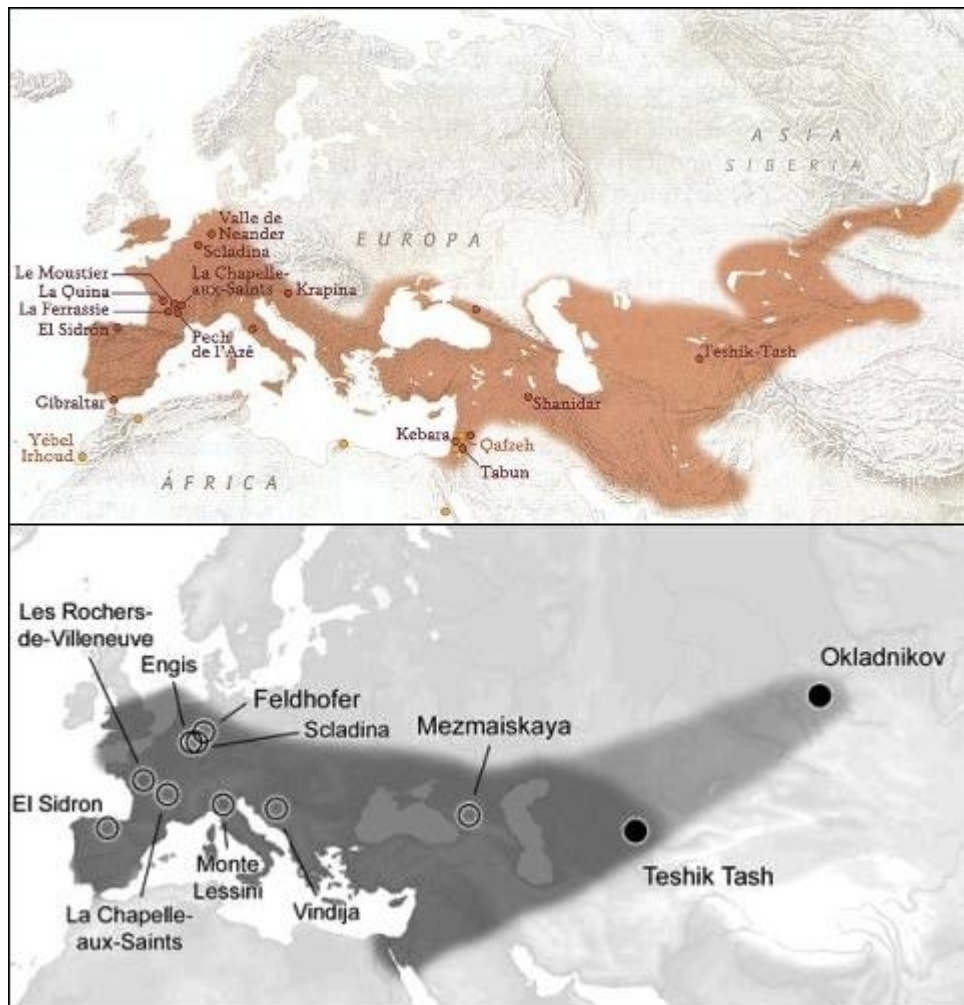 ASIA
SIBERIA
EUROPA
Valle de
Neander
Scladina
Le Moustier
La Chapelle-
aux-Saints
La Quina
Krapina
La Ferrassie
El Sidrón
Pech
de l'Azé
Teshik-Tash
Gibraltar
Shanidar
Kebara
Qafzeh
Yébel
Irhoud
Tabun
ÁFRICA
Les Rochers-
de-Villeneuve
Engis
Okladnikov
Feldhofer
Scladina
Mezmaiskaya
El Sidron
Monte
Lessini
Teshik Tash
La Chapelle-
aux-Saints
Vindija